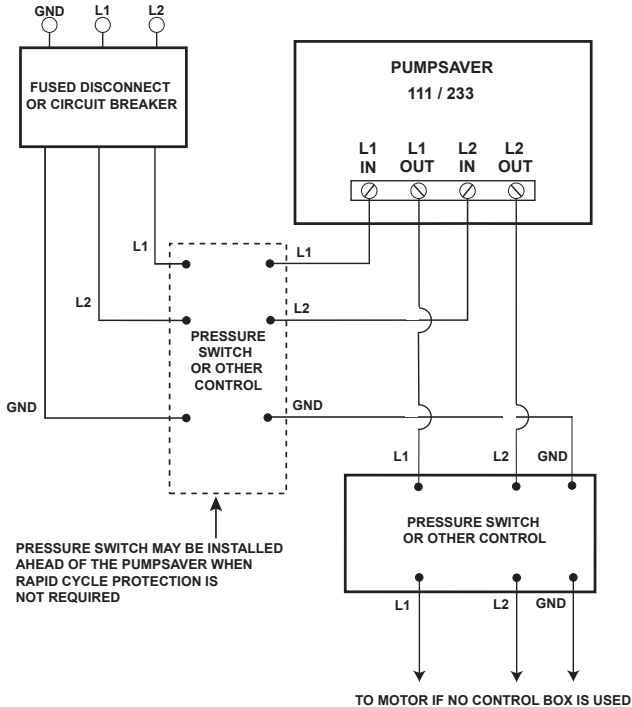 GND L1 L2
FUSED DISCONNECT
OR CIRCUIT BREAKER
PUMPSAVER
111 / 233
L1 L1 L2 L2
IN OUT IN OUT
L1
L1
L2
L2
PRESSURE
SWITCH
OR OTHER
CONTROL
GND
GND
L1 L2 GND
PRESSURE SWITCH
OR OTHER CONTROL
PRESSURE SWITCH MAY BE INSTALLED
AHEAD OF THE PUMPSAVER WHEN
RAPID CYCLE PROTECTION IS
NOT REQUIRED
L1 L2 GND
TO MOTOR IF NO CONTROL BOX IS USED